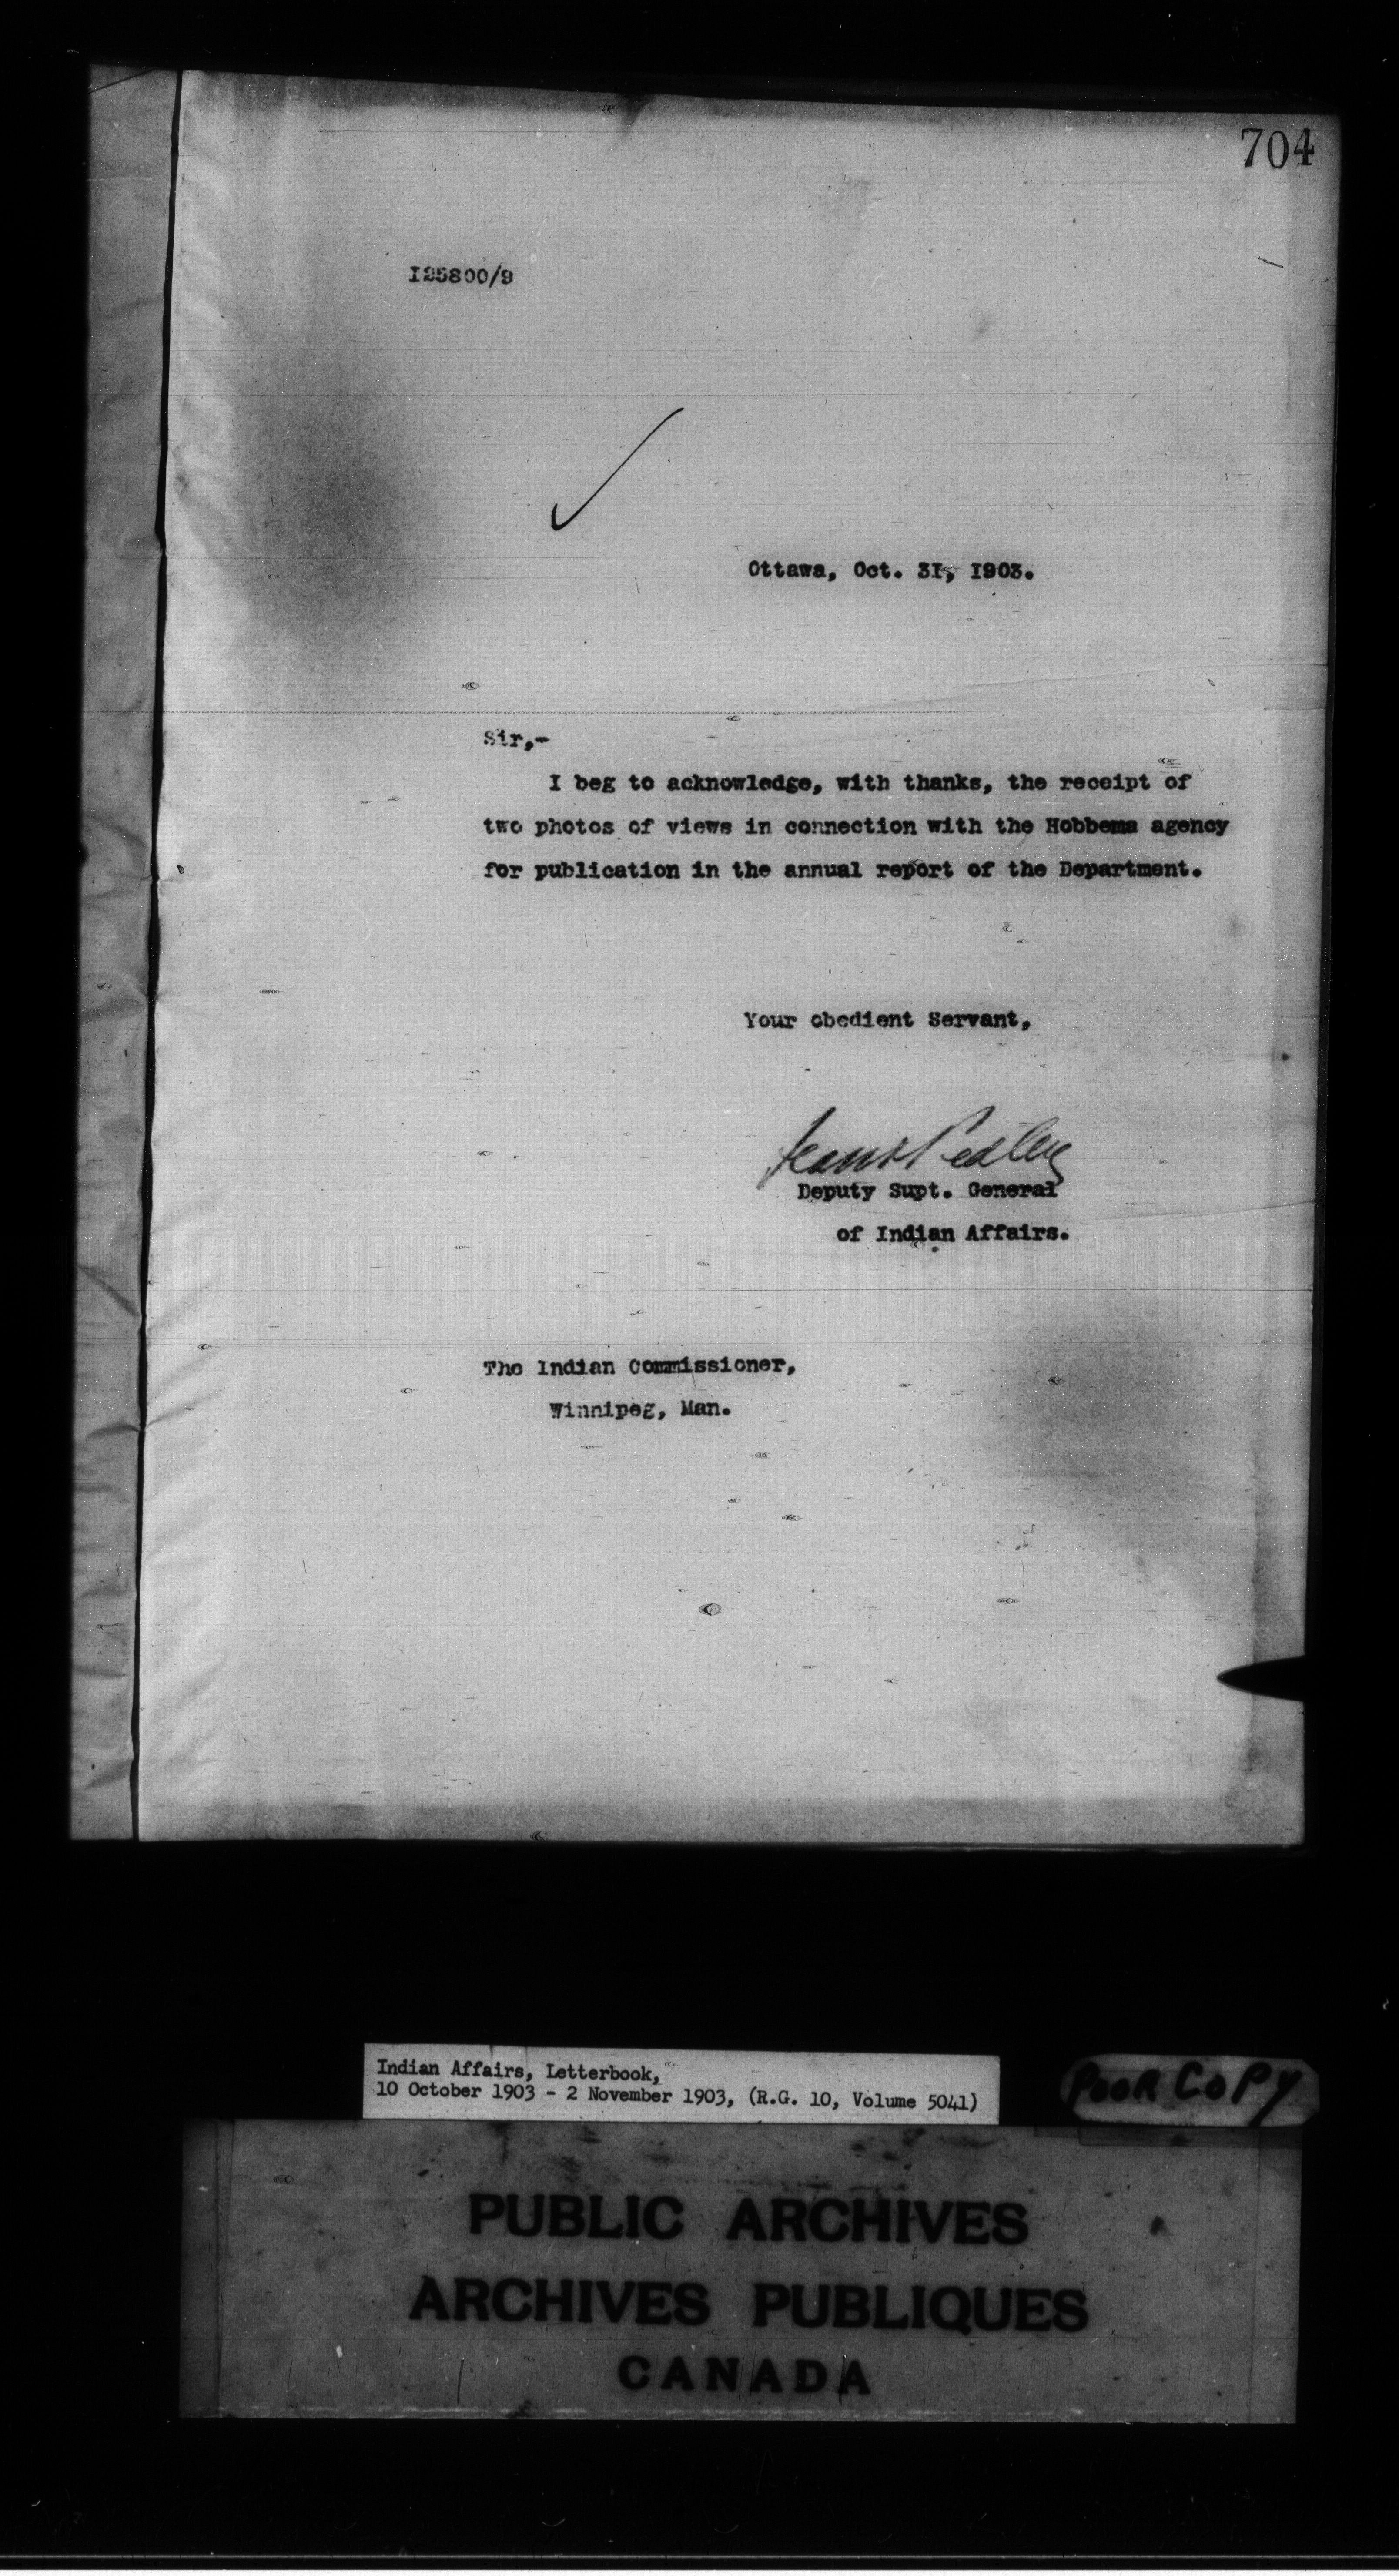 704
I25800/9
Ottawa, Oct. 31, 1903.
Sir,-
I beg to acknowledge, with thanks, the receipt of
two photos of views in connection with the Hobbema agency
for publication in the annual report of the Department.
Your obedient Servant,
Frank Pedley
Deputy Supt. General
of Indian Affairs.
The Indian Commissioner,
Winnipeg, Man.
Indian Affairs, Letterbook,
10 October 1903 - 2 November 1903, (R.G. 10, Volume 5041)
POOR COPY
PUBLIC ARCHIVES
ARCHIVES PUBLIQUES
CANADA